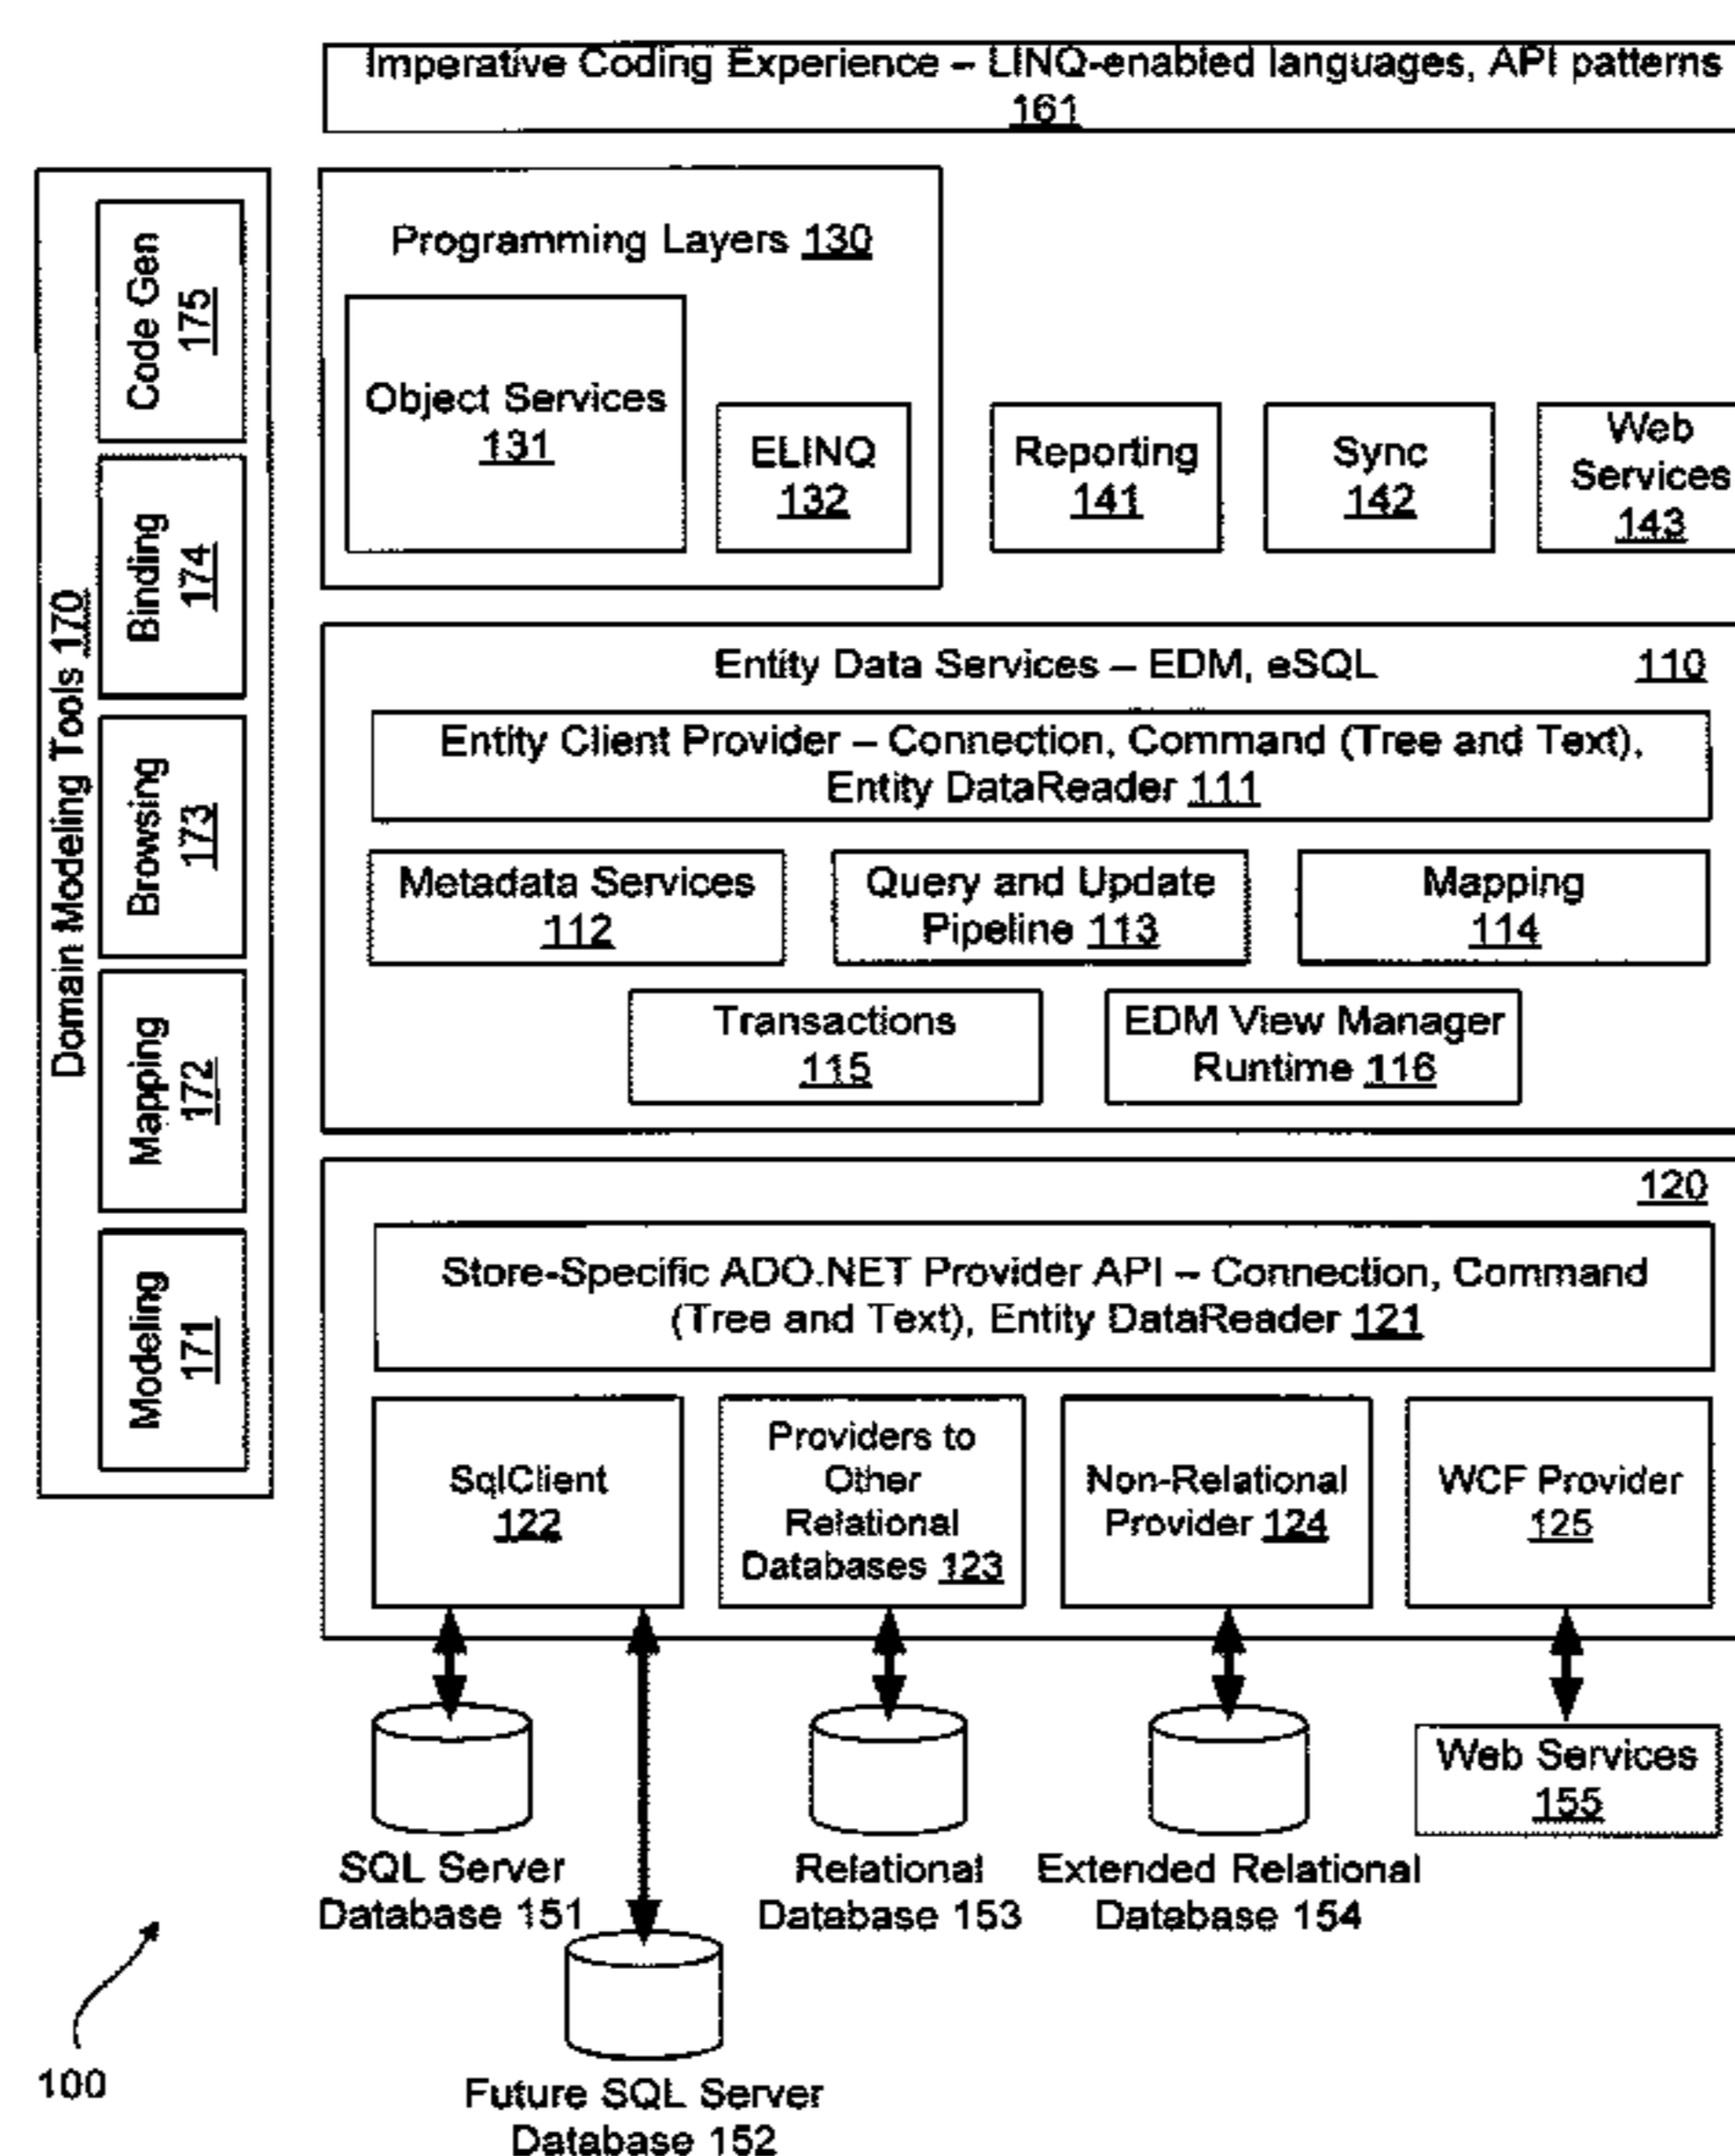 Imperative Coding Experience – LINQ-enabled languages, API patterns
161
Domain Modeling Tools 170
Code Gen
175
Binding
174
Browsing
173
Mapping
172
Modeling
171
Programming Layers 130
Object Services
131
ELINQ
132
Reporting
141
Sync
142
Web
Services
143
Entity Data Services – EDM, eSQL
110
Entity Client Provider – Connection, Command (Tree and Text),
Entity DataReader 111
Metadata Services
112
Query and Update
Pipeline 113
Mapping
114
Transactions
115
EDM View Manager
Runtime 116
120
Store-Specific ADO.NET Provider API – Connection, Command
(Tree and Text), Entity DataReader 121
SqlClient
122
Providers to
Other
Relational
Databases 123
Non-Relational
Provider 124
WCF Provider
125
SQL Server
Database 151
Relational
Database 153
Extended Relational
Database 154
Web Services
155
Future SQL Server
Database 152
100